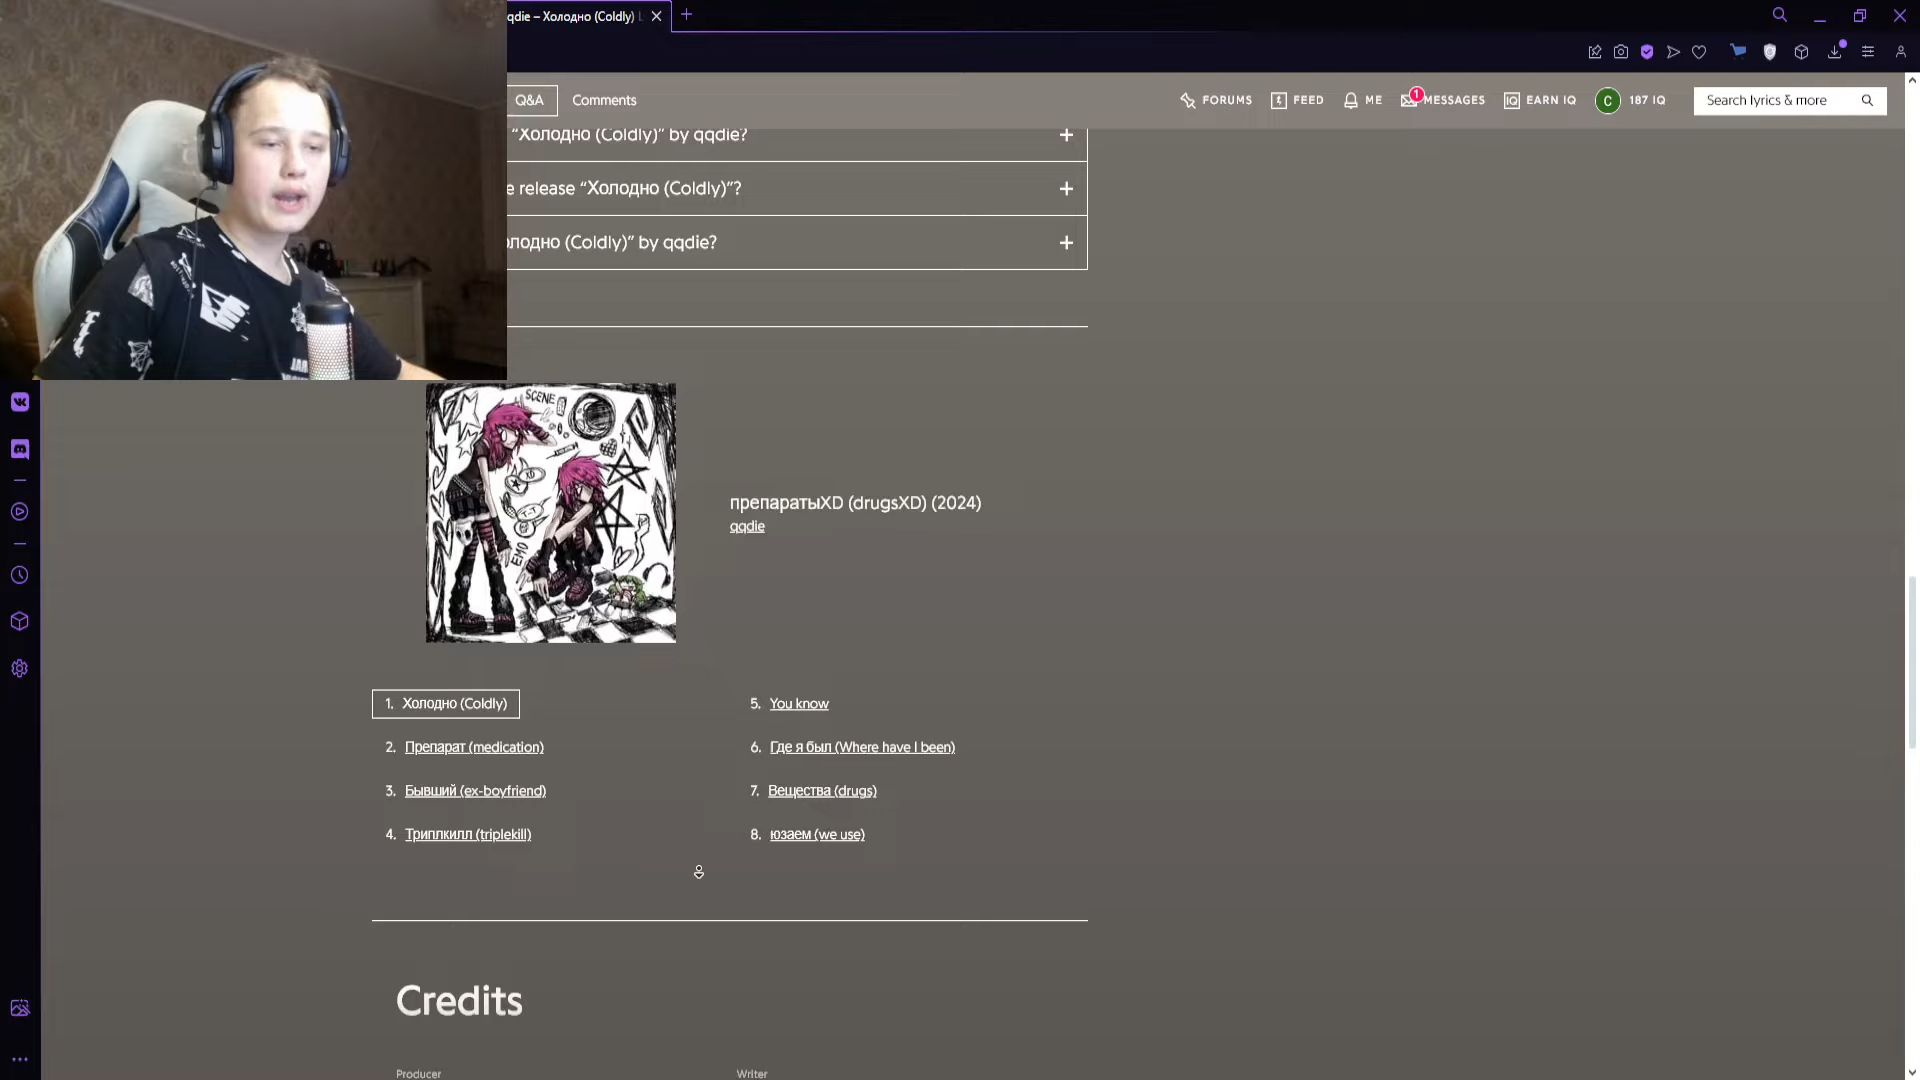 qdie – Холодно (Coldly)
Q&A
Comments
FORUMS
FEED
ME
1
MESSAGES
EARN IQ
C
187 IQ
Search lyrics & more
“Холодно (Coldly)” by qqdie?
e release “Холодно (Coldly)”?
олодно (Coldly)” by qqdie?
SCENE
EMO
препаратыXD (drugsXD) (2024)
qqdie
1. Холодно (Coldly)
2. Препарат (medication)
3. Бывший (ex-boyfriend)
4. Триплкилл (triplekill)
5. You know
6. Где я был (Where have I been)
7. Вещества (drugs)
8. юзаем (we use)
Credits
Producer
Writer